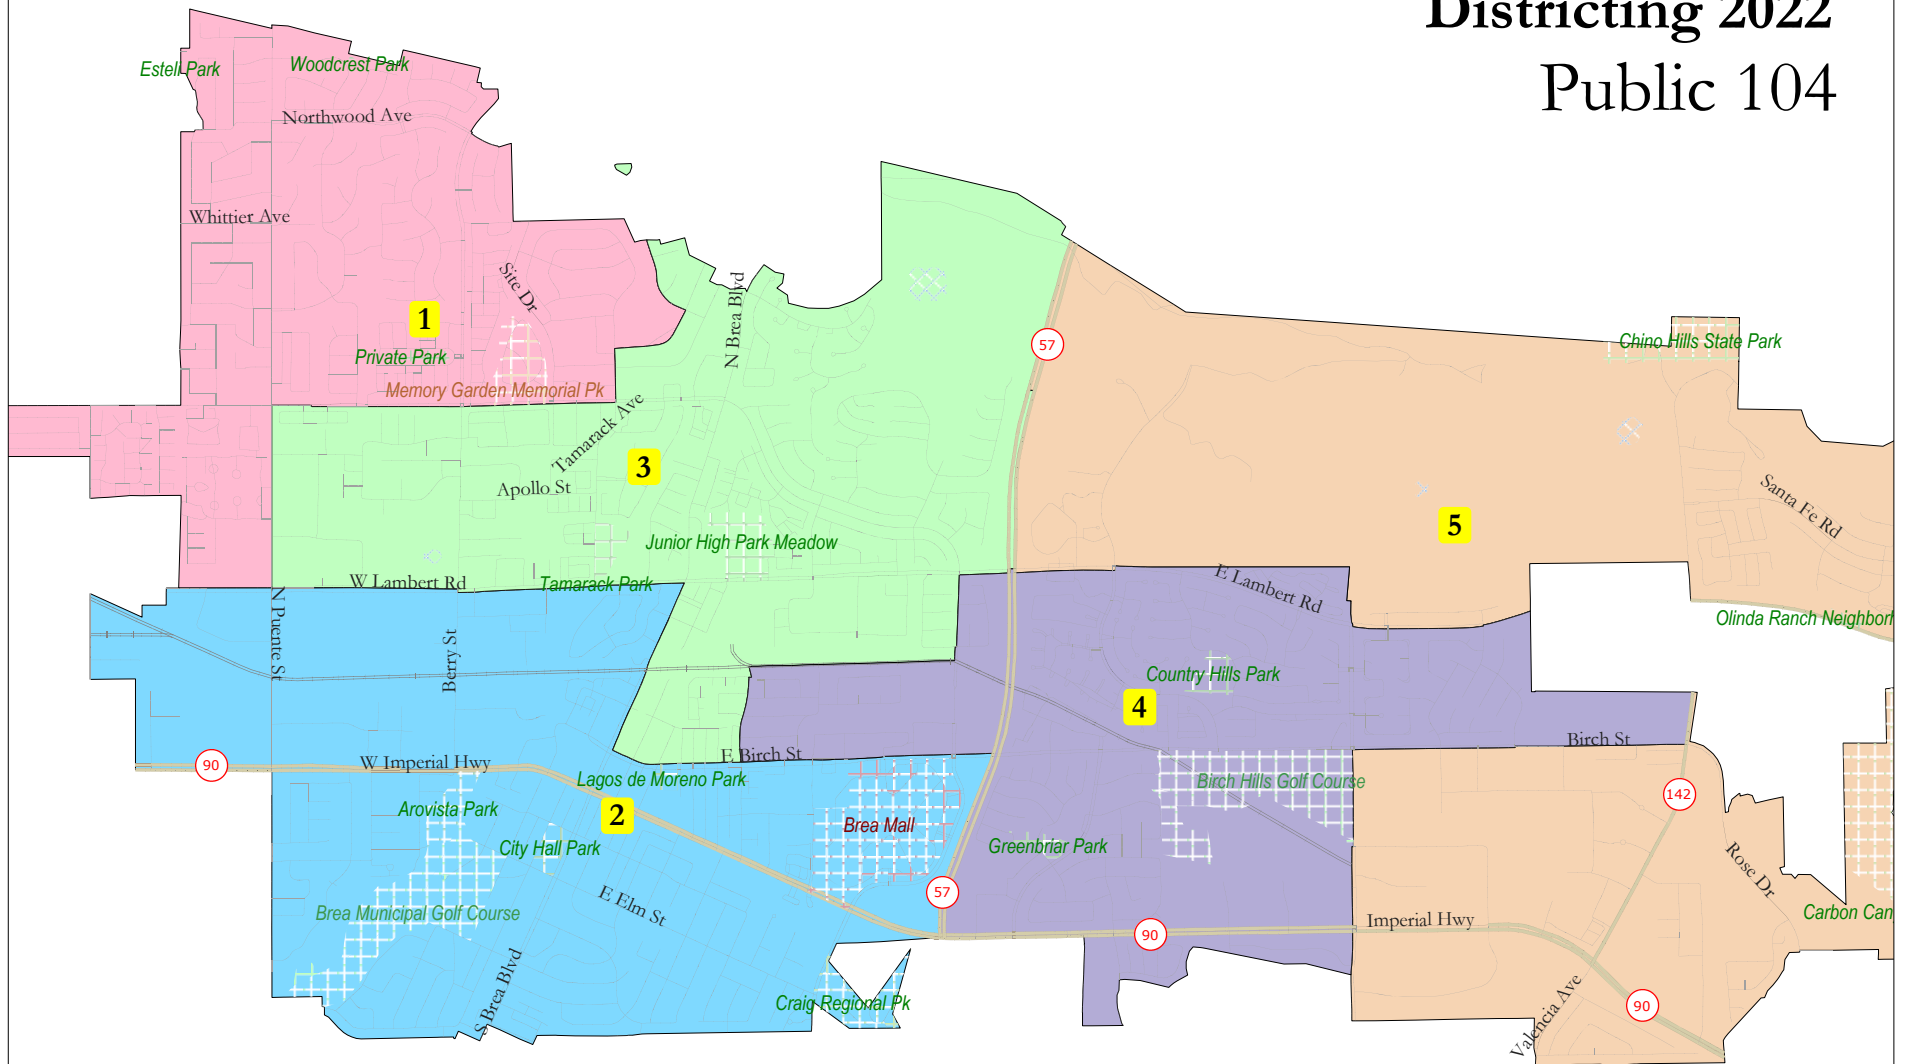 Districting 2022
Public 104
Estell Park
Woodcrest Park
Northwood Ave
Whittier Ave
Site Dr
N Brea Blvd
1
Private Park
Memory Garden Memorial Pk
57
Chino Hills State Park
Tamarack Ave
3
Apollo St
Santa Fe Rd
5
Junior High Park Meadow
W Lambert Rd
Tamarack Park
E Lambert Rd
Olinda Ranch Neighborh
N Puente St
Berry St
Country Hills Park
4
E Birch St
Birch St
90
W Imperial Hwy
Lagos de Moreno Park
Birch Hills Golf Course
142
Arovista Park
2
Brea Mall
City Hall Park
Greenbriar Park
Rose Dr
57
E Elm St
Brea Municipal Golf Course
Carbon Can
Imperial Hwy
90
S Brea Blvd
Craig Regional Pk
Valencia Ave
90